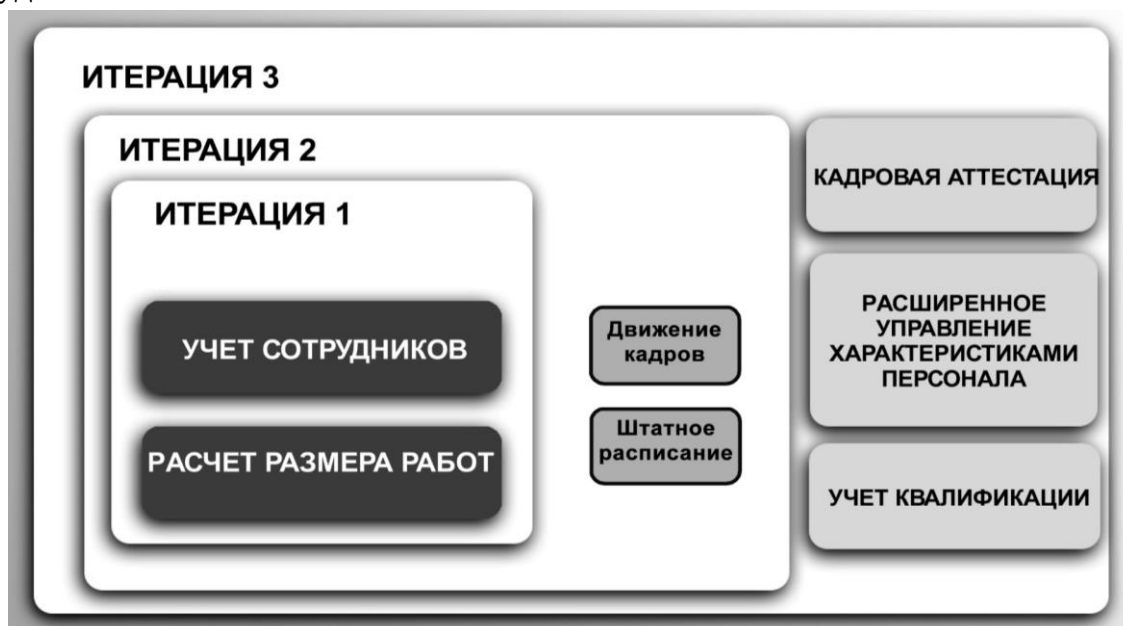 ИТЕРАЦИЯ 3
ИТЕРАЦИЯ 2
ИТЕРАЦИЯ 1
УЧЕТ СОТРУДНИКОВ
РАСЧЕТ РАЗМЕРА РАБОТ
Движение
кадров
Штатное
расписание
КАДРОВАЯ АТТЕСТАЦИЯ
РАСШИРЕННОЕ
УПРАВЛЕНИЕ
ХАРАКТЕРИСТИКАМИ
ПЕРСОНАЛА
УЧЕТ КВАЛИФИКАЦИИ